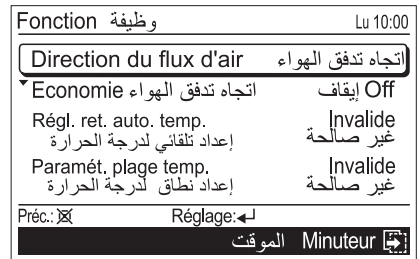 Fonction وظيفة Lu 10:00
Direction du flux d'air اتجاه تدفق الهواء
Economie اتجاه تدفق الهواء Off إيقاف
Régl. ret. auto. temp. Invalide
إعداد تلقائي لدرجة الحرارة غير صالحة
Paramét. plage temp. Invalide
إعداد نطاق لدرجة الحرارة غير صالحة
Préc.: Réglage:
الموقت Minuteur